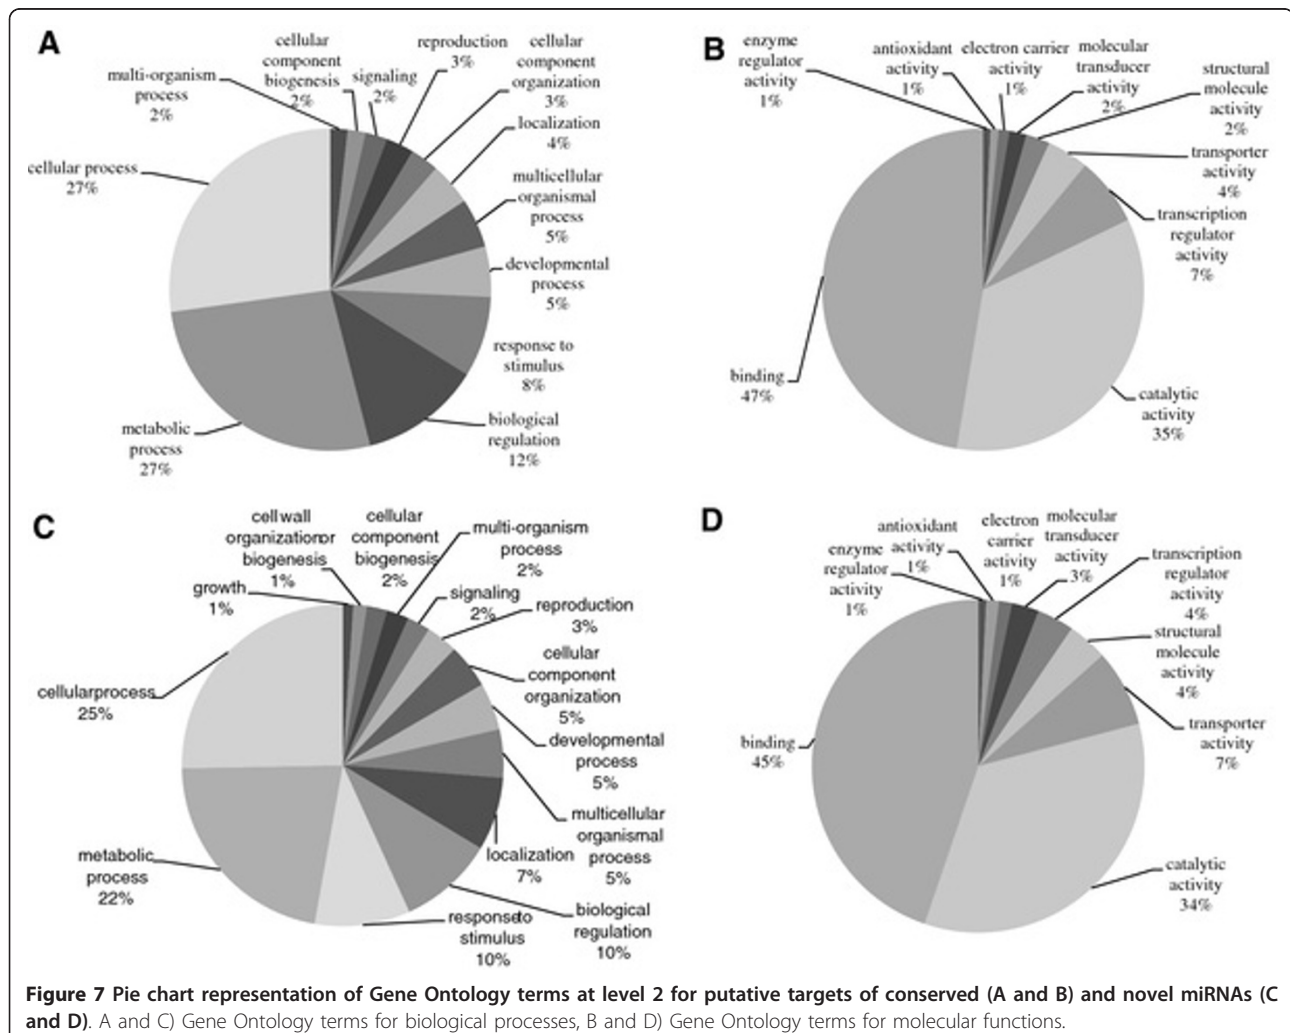 A
multi-organism
process
2%
cellular
component
biogenesis
2%
signaling
2%
reproduction
3%
cellular
component
organization
3%
localization
4%
multicellular
organismal
process
5%
developmental
process
5%
response to
stimulus
8%
biological
regulation
12%
metabolic
process
27%
cellular process
27%
B
enzyme
regulator
activity
1%
antioxidant
activity
1%
electron carrier
activity
1%
molecular
transducer
activity
2%
structural
molecule
activity
2%
transporter
activity
4%
transcription
regulator
activity
7%
catalytic
activity
35%
binding
47%
C
growth
1%
cell wall
organizationor
biogenesis
1%
cellular
component
biogenesis
2%
multi-organism
process
2%
signaling
2%
reproduction
3%
cellular
component
organization
5%
developmental
process
5%
multicellular
organismal
process
5%
localization
7%
biological
regulation
10%
responseto
stimulus
10%
metabolic
process
22%
cellularprocess
25%
D
enzyme
regulator
activity
1%
antioxidant
activity
1%
electron
carrier
activity
1%
molecular
transducer
activity
3%
transcription
regulator
activity
4%
structural
molecule
activity
4%
transporter
activity
7%
catalytic
activity
34%
binding
45%
Figure 7 Pie chart representation of Gene Ontology terms at level 2 for putative targets of conserved (A and B) and novel miRNAs (C
and D). A and C) Gene Ontology terms for biological processes, B and D) Gene Ontology terms for molecular functions.